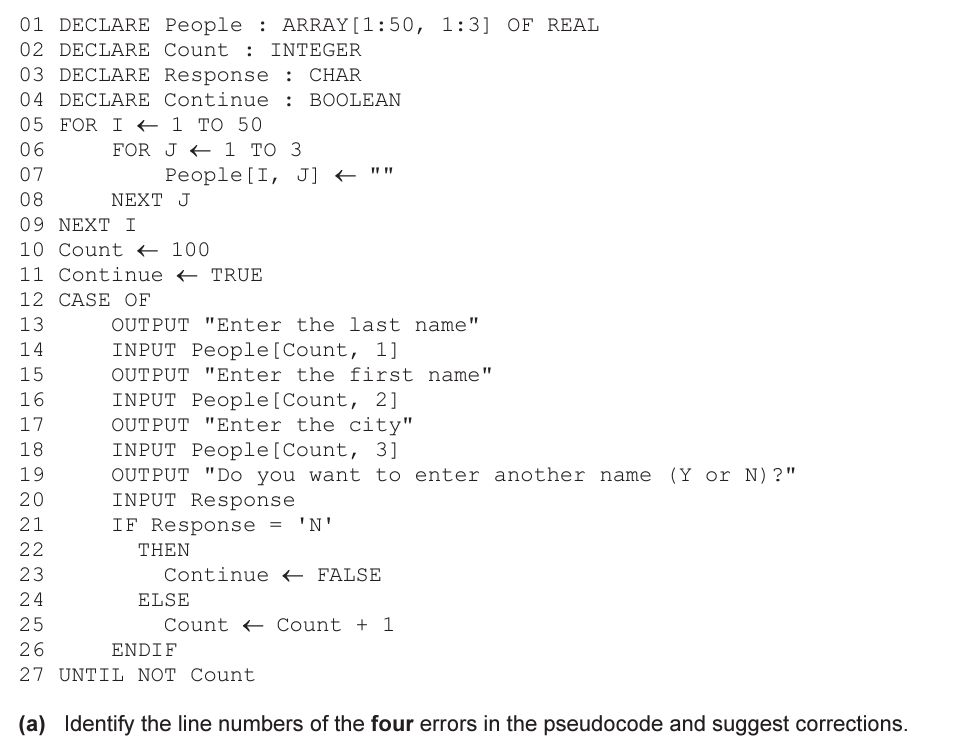 01 DECLARE People : ARRAY[1:50, 1:3] OF REAL
02 DECLARE Count : INTEGER
03 DECLARE Response : CHAR
04 DECLARE Continue : BOOLEAN
05 FOR I ← 1 TO 50
06     FOR J ← 1 TO 3
07         People[I, J] ← ""
08     NEXT J
09 NEXT I
10 Count ← 100
11 Continue ← TRUE
12 CASE OF
13     OUTPUT "Enter the last name"
14     INPUT People[Count, 1]
15     OUTPUT "Enter the first name"
16     INPUT People[Count, 2]
17     OUTPUT "Enter the city"
18     INPUT People[Count, 3]
19     OUTPUT "Do you want to enter another name (Y or N)?"
20     INPUT Response
21     IF Response = 'N'
22       THEN
23         Continue ← FALSE
24       ELSE
25         Count ← Count + 1
26     ENDIF
27 UNTIL NOT Count
(a) Identify the line numbers of the four errors in the pseudocode and suggest corrections.